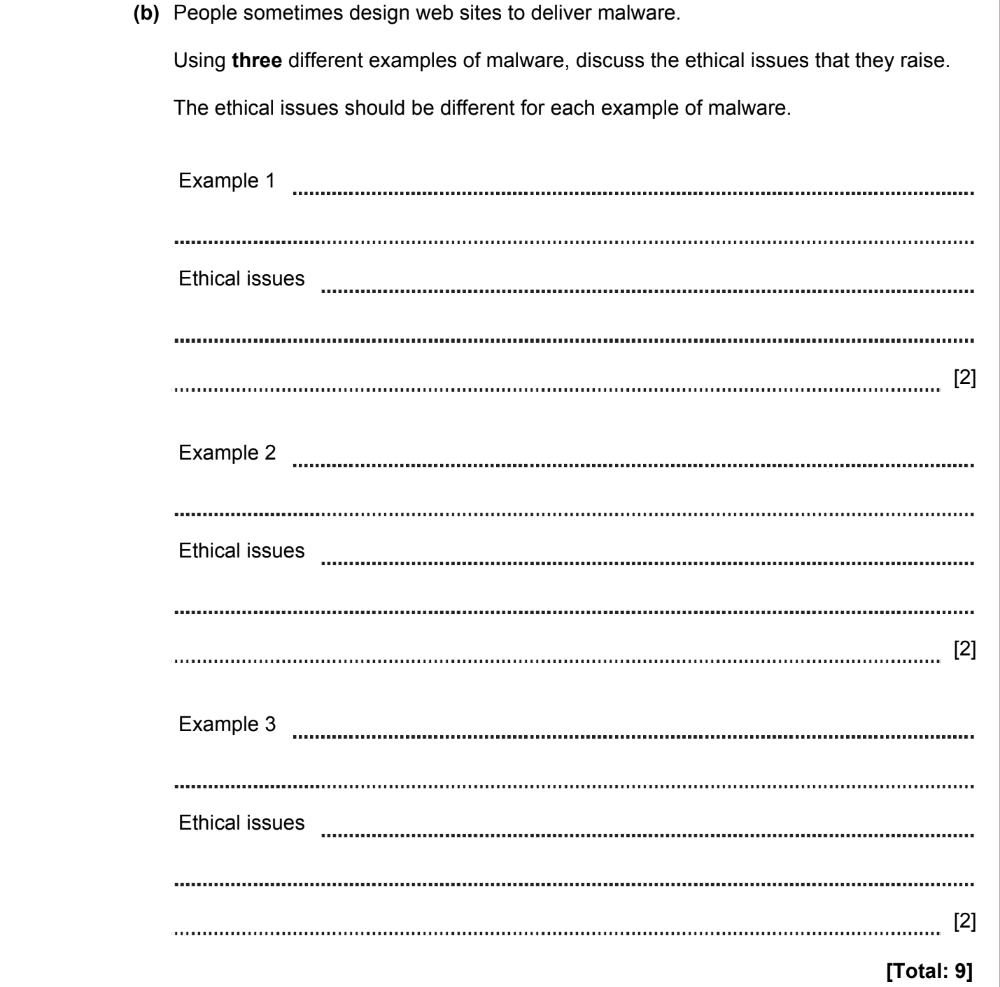 (b) People sometimes design web sites to deliver malware.
Using three different examples of malware, discuss the ethical issues that they raise.
The ethical issues should be different for each example of malware.
Example 1
Ethical issues
[2]
Example 2
Ethical issues
[2]
Example 3
Ethical issues
[2]
[Total: 9]